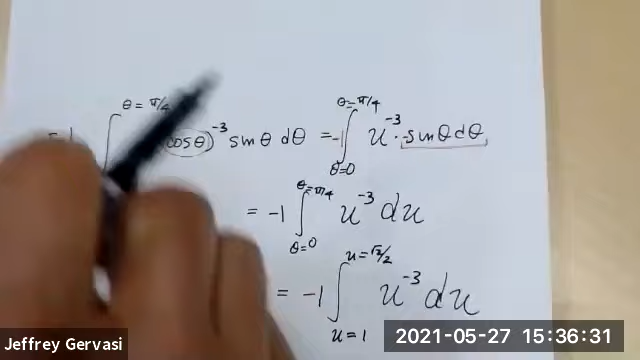 θ=π/4 θ=π/4
-1 ∫ (cosθ)⁻³ sinθ dθ = -1 ∫ u⁻³ · -sinθ dθ
θ=0
θ=π/4
= -1 ∫ u⁻³ du
θ=0
u=√2/2
= -1 ∫ u⁻³ du
u=1
Jeffrey Gervasi
2021-05-27 15:36:31